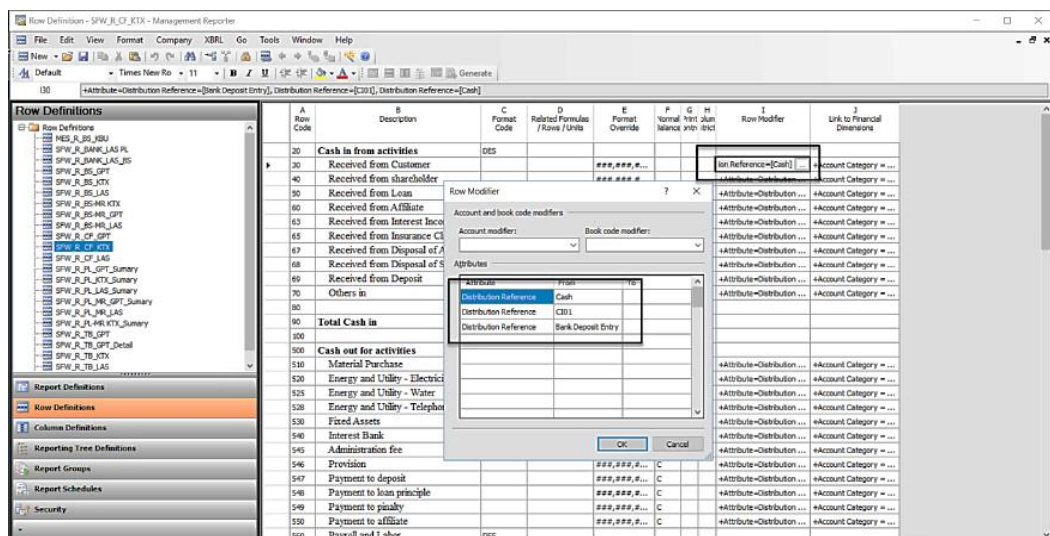 Row Definition - SFW_R_CF_KTX - Management Reporter
File Edit View Format Company XBRL Go Tools Window Help
New
Default Times New Ro 11 B I U Generate
I30 +Attribute=Distribution Reference=[Bank Deposit Entry], Distribution Reference=[CI01], Distribution Reference=[Cash]
Row Definitions
Row Definitions
MES_R_BS_KBU
SFW_R_BANK_LAS PL
SFW_R_BANK_LAS_BS
SFW_R_BS_GPT
SFW_R_BS_KTX
SFW_R_BS_LAS
SFW_R_BS-MR KTX
SFW_R_BS-MR_GPT
SFW_R_BS-MR_LAS
SFW_R_CF_GPT
SFW_R_CF_KTX
SFW_R_CF_LAS
SFW_R_PL_GPT_Sumary
SFW_R_PL_KTX_Sumary
SFW_R_PL_LAS_Sumary
SFW_R_PL_MR_GPT_Sumary
SFW_R_PL_MR_LAS
SFW_R_PL-MR KTX_Sumary
SFW_R_TB_GPT
SFW_R_TB_GPT_Detail
SFW_R_TB_KTX
SFW_R_TB_LAS
Report Definitions
Row Definitions
Column Definitions
Reporting Tree Definitions
Report Groups
Report Schedules
Security
A B C D E F G H I J
Row Code Description Format Code Related Formulas / Rows / Units Format Override Row Modifier Link to Financial Dimensions
20 Cash in from activities DES
30 Received from Customer ###,###,#... ion Reference=[Cash] ... +Account Category = ...
40 Received from shareholder ###,###,#... +Attribute=Distribution ... +Account Category = ...
50 Received from Loan +Attribute=Distribution ... +Account Category = ...
60 Received from Affiliate +Attribute=Distribution ... +Account Category = ...
63 Received from Interest Inco +Attribute=Distribution ... +Account Category = ...
65 Received from Insurance Cl +Attribute=Distribution ... +Account Category = ...
67 Received from Disposal of A +Attribute=Distribution ... +Account Category = ...
68 Received from Disposal of S +Attribute=Distribution ... +Account Category = ...
69 Received from Deposit +Attribute=Distribution ... +Account Category = ...
70 Others in +Attribute=Distribution ... +Account Category = ...
80
90 Total Cash in
100
500 Cash out for activities
510 Material Purchase +Attribute=Distribution ... +Account Category = ...
520 Energy and Utility - Electrici +Attribute=Distribution ... +Account Category = ...
525 Energy and Utility - Water +Attribute=Distribution ... +Account Category = ...
528 Energy and Utility - Telephor +Attribute=Distribution ... +Account Category = ...
530 Fixed Assets +Attribute=Distribution ... +Account Category = ...
540 Interest Bank +Attribute=Distribution ... +Account Category = ...
545 Administration fee +Attribute=Distribution ... +Account Category = ...
546 Provision ###,###,#... C +Attribute=Distribution ... +Account Category = ...
547 Payment to deposit ###,###,#... C +Attribute=Distribution ... +Account Category = ...
548 Payment to loan principle ###,###,#... C +Attribute=Distribution ... +Account Category = ...
549 Payment to pinalty ###,###,#... C +Attribute=Distribution ... +Account Category = ...
550 Payment to affiliate ###,###,#... C +Attribute=Distribution ... +Account Category = ...
560 Payroll and Labor DES
Row Modifier ?
Account and book code modifiers
Account modifier: Book code modifier:
Attributes
Attribute From To
Distribution Reference Cash
Distribution Reference CI01
Distribution Reference Bank Deposit Entry
OK Cancel